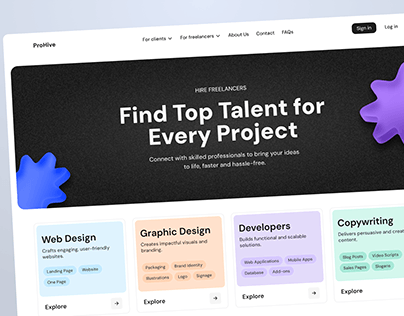 ProHive
For clients
For freelancers
About Us
Contact
FAQs
Sign in
Log in
HIRE FREELANCERS
Find Top Talent for
Every Project
Connect with skilled professionals to bring your ideas
to life, faster and hassle-free.
Web Design
Crafts engaging, user-friendly
websites.
Landing Page
Website
One Page
Explore
Graphic Design
Creates impactful visuals and
branding.
Packaging
Brand Identity
Illustrations
Logo
Signage
Explore
Developers
Builds functional and scalable
solutions.
Web Applications
Mobile Apps
Database
Add-ons
Explore
Copywriting
Delivers persuasive and crea
content.
Blog Posts
Video Scripts
Sales Pages
Slogans
Explore